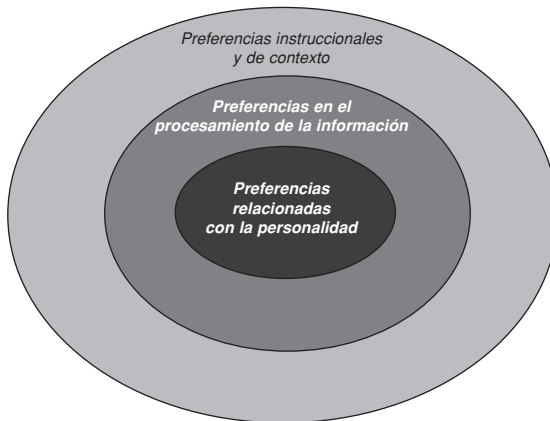 Preferencias instruccionales
y de contexto
Preferencias en el
procesamiento de la información
Preferencias
relacionadas
con la personalidad